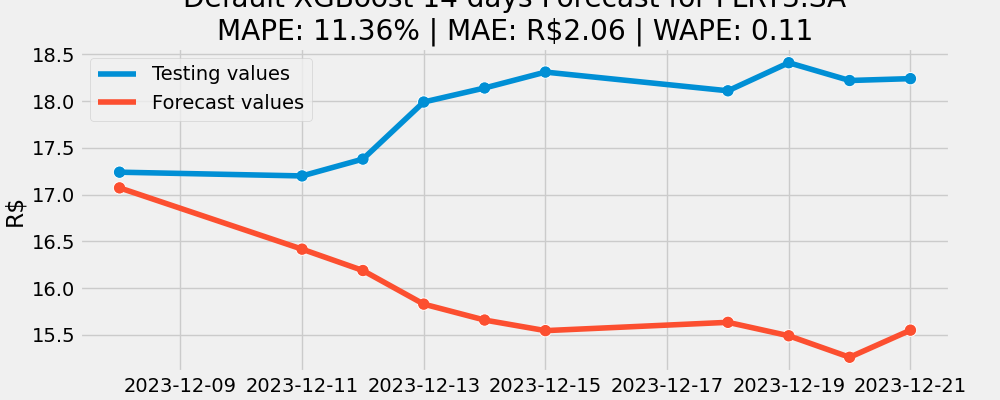 Default XGBoost 14 days Forecast for
MAPE: 11.36% | MAE: R$2.06 | WAPE: 0.11
Testing values
Forecast values
R$
18.5
18.0
17.5
17.0
16.5
16.0
15.5
2023-12-09 2023-12-11 2023-12-13 2023-12-15 2023-12-17 2023-12-19 2023-12-21